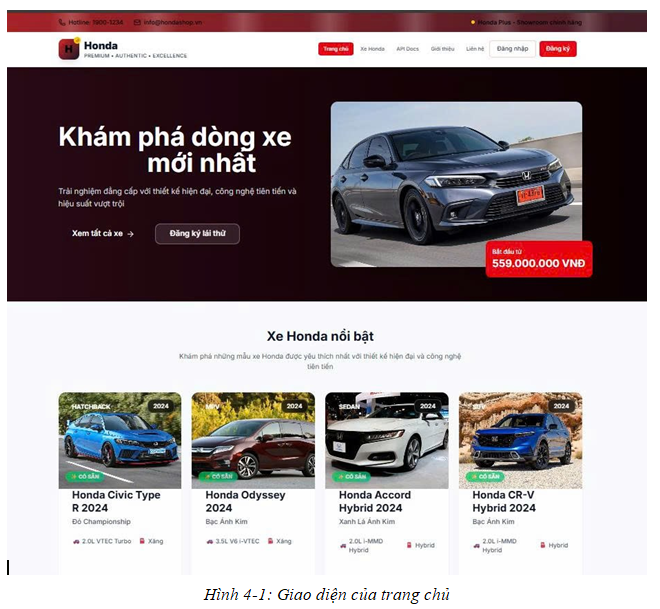 Hotline: 1900-1234 info@hondashop.vn Honda Plus - Showroom chính hãng
H Honda
PREMIUM • AUTHENTIC • EXCELLENCE
Trang chủ Xe Honda API Docs Giới thiệu Liên hệ Đăng nhập Đăng ký
Khám phá dòng xe
mới nhất
Trải nghiệm đẳng cấp với thiết kế hiện đại, công nghệ tiên tiến và
hiệu suất vượt trội
Xem tất cả xe → Đăng ký lái thử
Bắt đầu từ
559.000.000 VNĐ
Xe Honda nổi bật
Khám phá những mẫu xe Honda được yêu thích nhất với thiết kế hiện đại và công nghệ
tiên tiến
HATCHBACK 2024 MPV 2024 SEDAN 2024 SUV 2024
CÓ SẴN CÓ SẴN CÓ SẴN CÓ SẴN
Honda Civic Type
R 2024
Đỏ Championship
2.0L VTEC Turbo Xăng
Honda Odyssey
2024
Bạc Ánh Kim
3.5L V6 i-VTEC Xăng
Honda Accord
Hybrid 2024
Xanh Lá Ánh Kim
2.0L i-MMD
Hybrid Hybrid
Honda CR-V
Hybrid 2024
Bạc Ánh Kim
2.0L i-MMD
Hybrid Hybrid
Hình 4-1: Giao diện của trang chủ